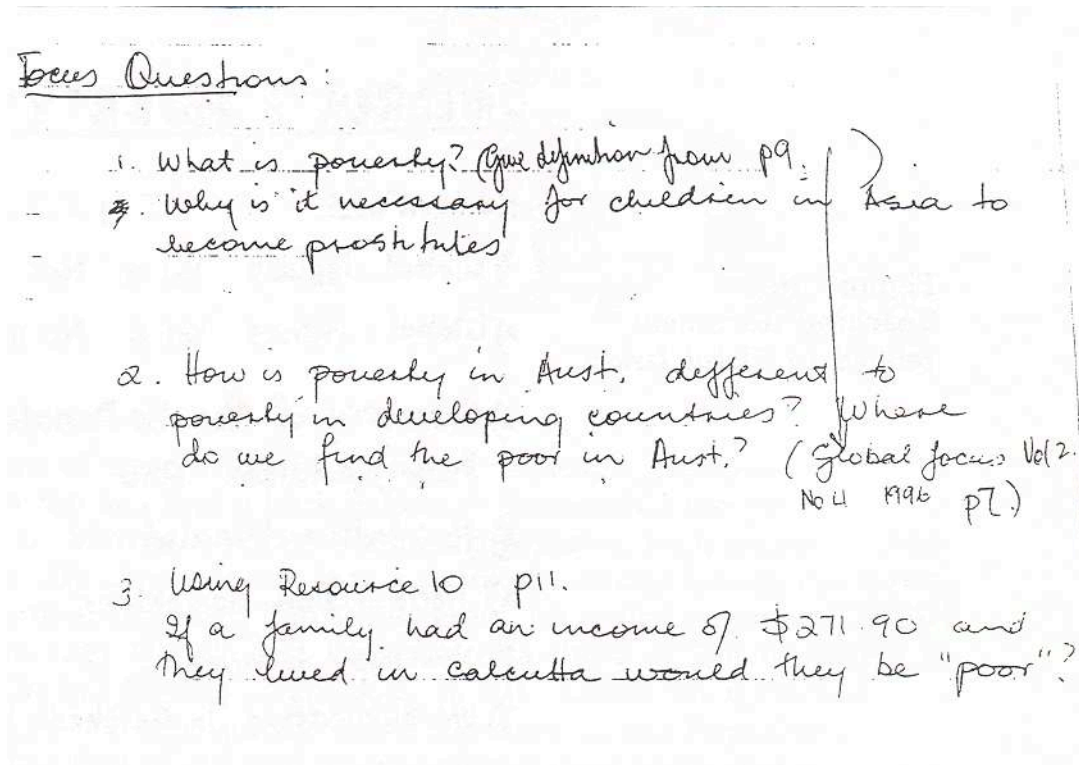 Focus Questions:
1. What is poverty? (Give definition from p9.)
Why is it necessary for children in Asia to
become prostitutes
2. How is poverty in Aust. different to
poverty in developing countries? Where
do we find the poor in Aust.? (Global focus Vol 2.
No 4 1996 p7.)
3. Using Resource 10 p11.
If a family had an income of $271.90 and
they lived in calcutta would they be "poor"?